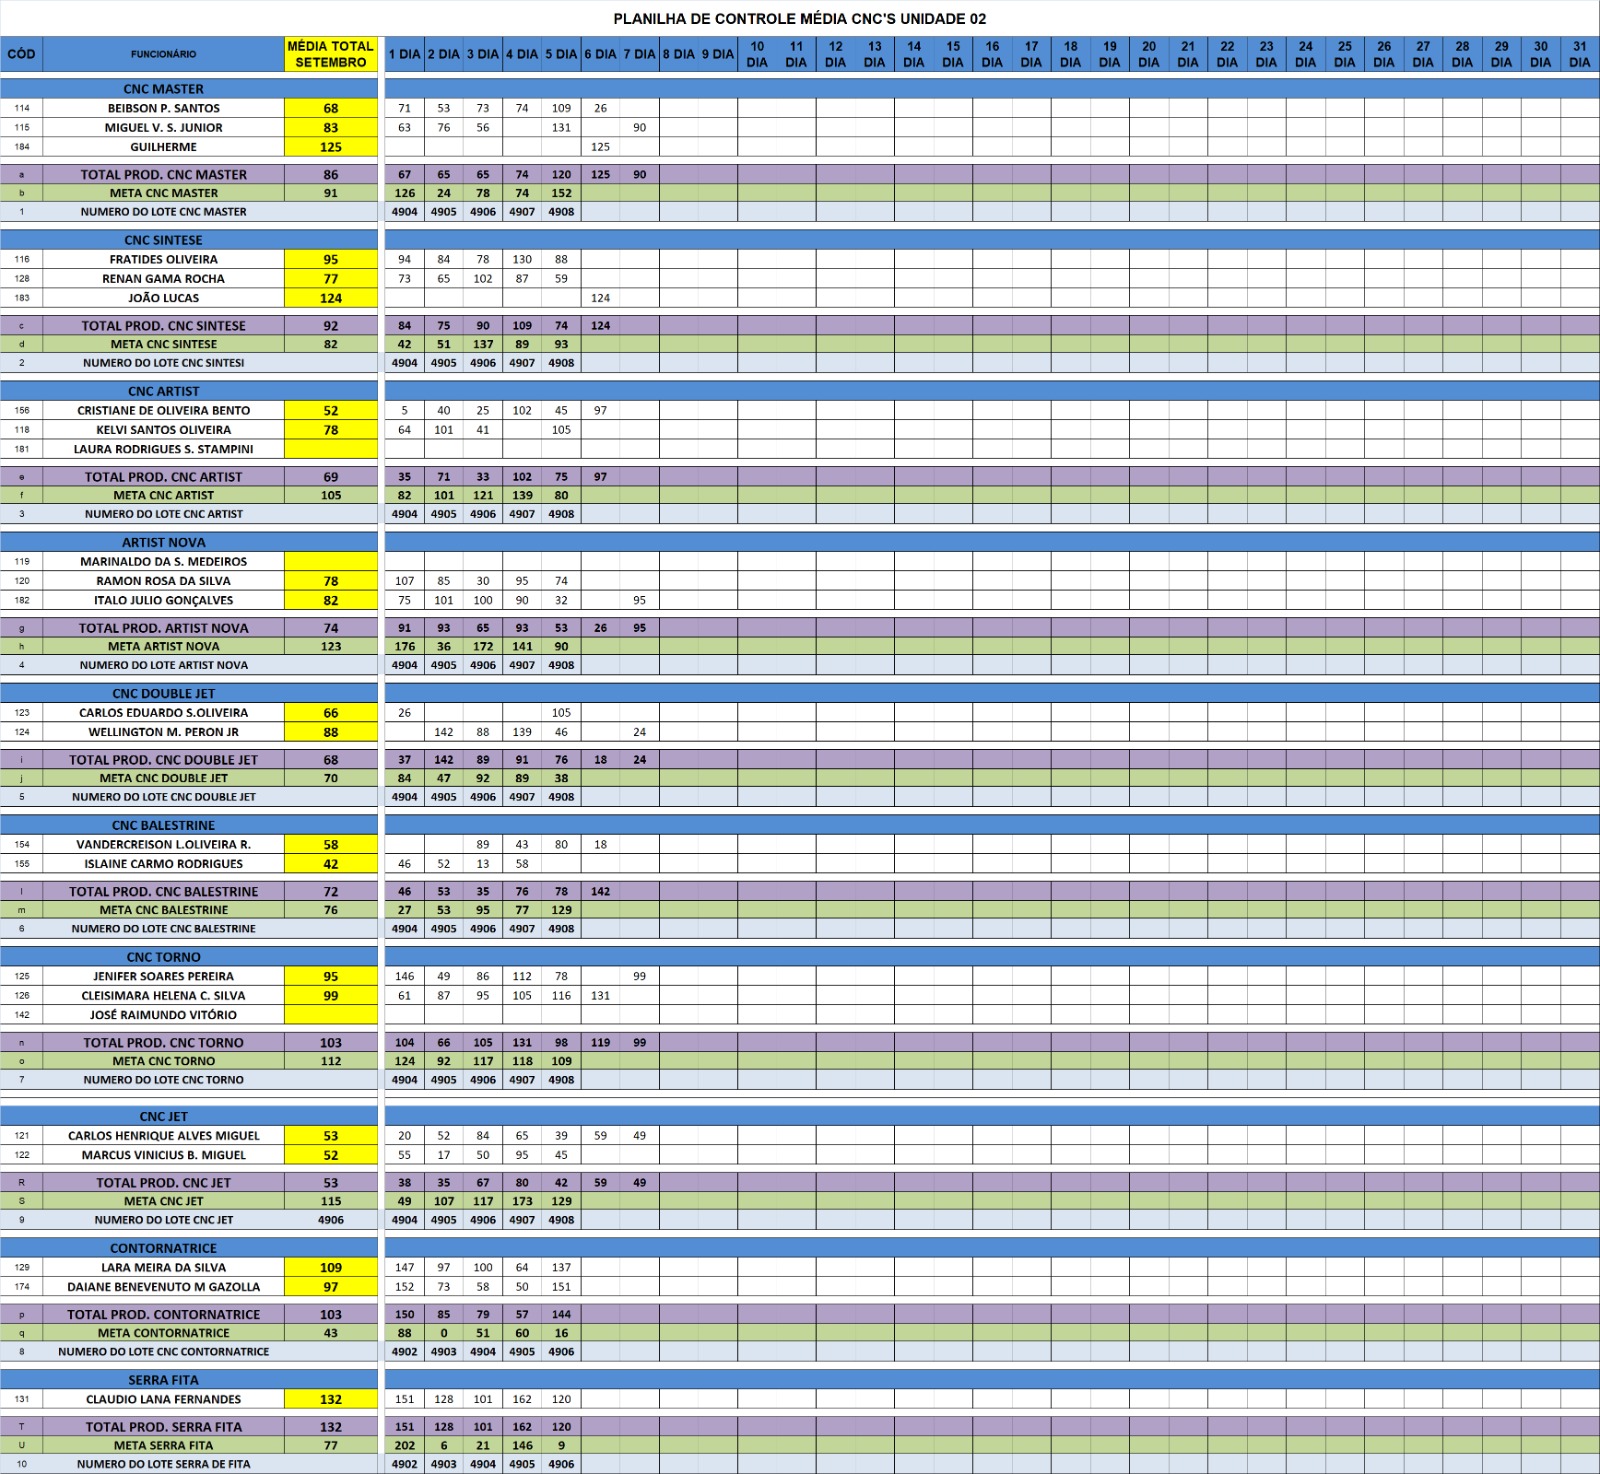 PLANILHA DE CONTROLE MÉDIA CNC'S UNIDADE 02
CÓD FUNCIONÁRIO MÉDIA TOTAL SETEMBRO 1 DIA 2 DIA 3 DIA 4 DIA 5 DIA 6 DIA 7 DIA 8 DIA 9 DIA 10 DIA 11 DIA 12 DIA 13 DIA 14 DIA 15 DIA 16 DIA 17 DIA 18 DIA 19 DIA 20 DIA 21 DIA 22 DIA 23 DIA 24 DIA 25 DIA 26 DIA 27 DIA 28 DIA 29 DIA 30 DIA 31 DIA
CNC MASTER
114 BEIBSON P. SANTOS 68 71 53 73 74 109 26
115 MIGUEL V. S. JUNIOR 83 63 76 56 131 90
184 GUILHERME 125 125
a TOTAL PROD. CNC MASTER 86 67 65 65 74 120 125 90
b META CNC MASTER 91 126 24 78 74 152
1 NUMERO DO LOTE CNC MASTER 4904 4905 4906 4907 4908
CNC SINTESE
116 FRATIDES OLIVEIRA 95 94 84 78 130 88
128 RENAN GAMA ROCHA 77 73 65 102 87 59
183 JOÃO LUCAS 124 124
c TOTAL PROD. CNC SINTESE 92 84 75 90 109 74 124
d META CNC SINTESE 82 42 51 137 89 93
2 NUMERO DO LOTE CNC SINTESI 4904 4905 4906 4907 4908
CNC ARTIST
156 CRISTIANE DE OLIVEIRA BENTO 52 5 40 25 102 45 97
118 KELVI SANTOS OLIVEIRA 78 64 101 41 105
181 LAURA RODRIGUES S. STAMPINI
e TOTAL PROD. CNC ARTIST 69 35 71 33 102 75 97
f META CNC ARTIST 105 82 101 121 139 80
3 NUMERO DO LOTE CNC ARTIST 4904 4905 4906 4907 4908
ARTIST NOVA
119 MARINALDO DA S. MEDEIROS
120 RAMON ROSA DA SILVA 78 107 85 30 95 74
182 ITALO JULIO GONÇALVES 82 75 101 100 90 32 95
g TOTAL PROD. ARTIST NOVA 74 91 93 65 93 53 26 95
h META ARTIST NOVA 123 176 36 172 141 90
4 NUMERO DO LOTE ARTIST NOVA 4904 4905 4906 4907 4908
CNC DOUBLE JET
123 CARLOS EDUARDO S.OLIVEIRA 66 26 105
124 WELLINGTON M. PERON JR 88 142 88 139 46 24
i TOTAL PROD. CNC DOUBLE JET 68 37 142 89 91 76 18 24
j META CNC DOUBLE JET 70 84 47 92 89 38
5 NUMERO DO LOTE CNC DOUBLE JET 4904 4905 4906 4907 4908
CNC BALESTRINE
154 VANDERCREISON L.OLIVEIRA R. 58 89 43 80 18
155 ISLAINE CARMO RODRIGUES 42 46 52 13 58
l TOTAL PROD. CNC BALESTRINE 72 46 53 35 76 78 142
m META CNC BALESTRINE 76 27 53 95 77 129
6 NUMERO DO LOTE CNC BALESTRINE 4904 4905 4906 4907 4908
CNC TORNO
125 JENIFER SOARES PEREIRA 95 146 49 86 112 78 99
126 CLEISIMARA HELENA C. SILVA 99 61 87 95 105 116 131
142 JOSÉ RAIMUNDO VITÓRIO
n TOTAL PROD. CNC TORNO 103 104 66 105 131 98 119 99
o META CNC TORNO 112 124 92 117 118 109
7 NUMERO DO LOTE CNC TORNO 4904 4905 4906 4907 4908
CNC JET
121 CARLOS HENRIQUE ALVES MIGUEL 53 20 52 84 65 39 59 49
122 MARCUS VINICIUS B. MIGUEL 52 55 17 50 95 45
R TOTAL PROD. CNC JET 53 38 35 67 80 42 59 49
S META CNC JET 115 49 107 117 173 129
9 NUMERO DO LOTE CNC JET 4906 4904 4905 4906 4907 4908
CONTORNATRICE
129 LARA MEIRA DA SILVA 109 147 97 100 64 137
174 DAIANE BENEVENUTO M GAZOLLA 97 152 73 58 50 151
p TOTAL PROD. CONTORNATRICE 103 150 85 79 57 144
q META CONTORNATRICE 43 88 0 51 60 16
8 NUMERO DO LOTE CNC CONTORNATRICE 4902 4903 4904 4905 4906
SERRA FITA
131 CLAUDIO LANA FERNANDES 132 151 128 101 162 120
T TOTAL PROD. SERRA FITA 132 151 128 101 162 120
U META SERRA FITA 77 202 6 21 146 9
10 NUMERO DO LOTE SERRA DE FITA 4902 4903 4904 4905 4906